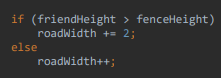 if (friendHeight > fenceHeight)
    roadWidth += 2;
else
    roadWidth++;